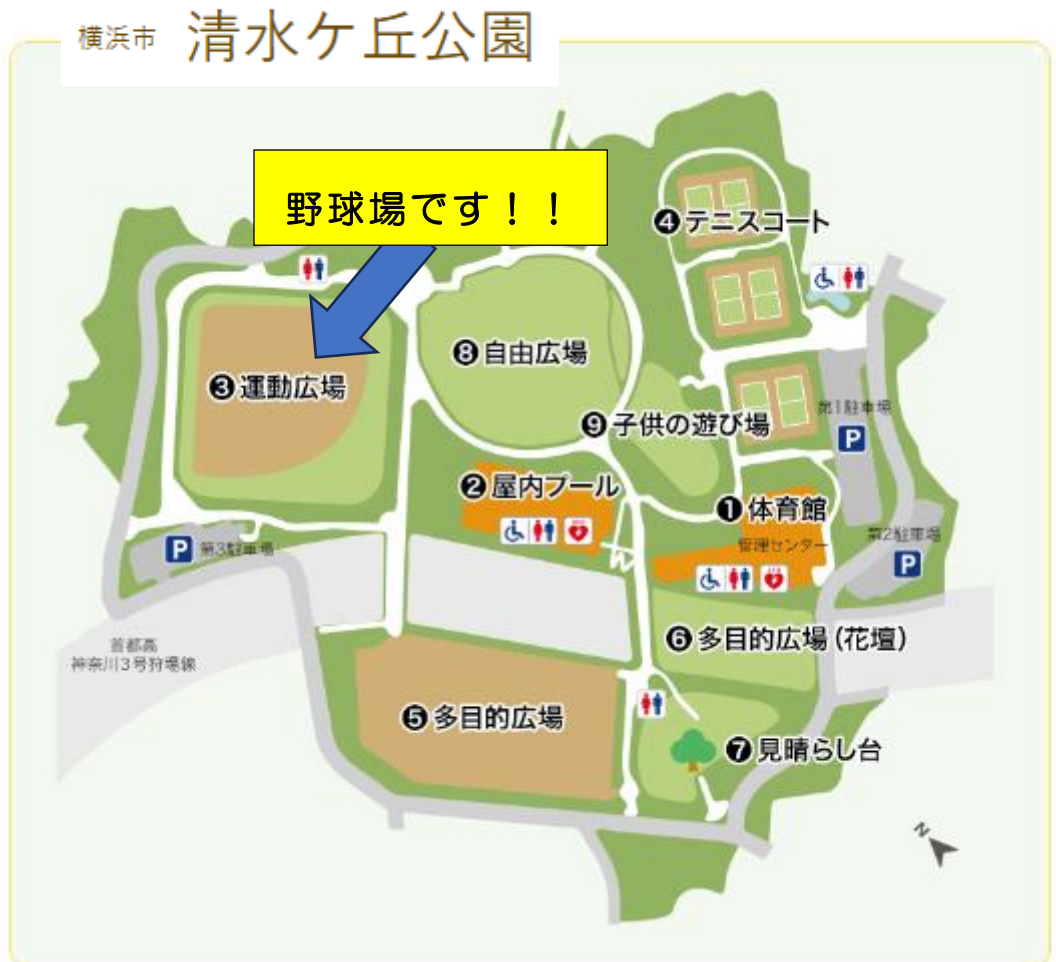 横浜市 清水ケ丘公園
野球場です！！
❹テニスコート
❽自由広場
❸運動広場
❾子供の遊び場
第1駐車場
P
❷屋内プール
❶体育館
管理センター
第2駐車場
P
P 第3駐車場
❻多目的広場(花壇)
首都高
神奈川3号狩場線
❺多目的広場
❼見晴らし台
N